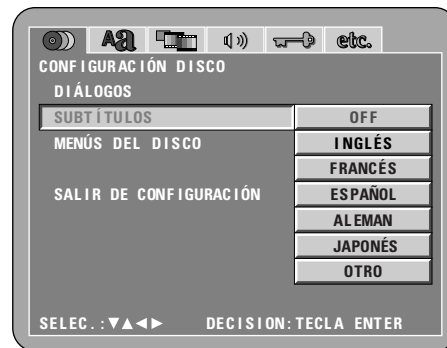 Aa etc.
CONFIGURACIÓN DISCO
DIÁLOGOS
SUBTÍTULOS OFF
MENÚS DEL DISCO INGLÉS
FRANCÉS
SALIR DE CONFIGURACIÓN ESPAÑOL
ALEMAN
JAPONÉS
OTRO
SELEC.:▼▲◄► DECISION:TECLA ENTER